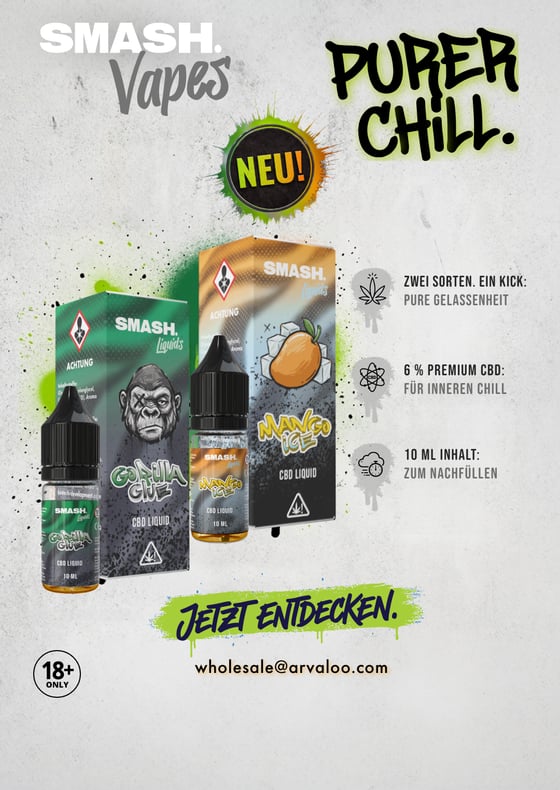 SMASH.
Vapes
PURER
CHILL.
NEU!
SMASH.
Liquids
ACHTUNG
MANGO
ICE
CBD LIQUID
SMASH.
Liquids
ACHTUNG
GORILLA
GLUE
CBD LIQUID
SMASH.
MANGO
ICE
CBD LIQUID
10 ML
SMASH.
GORILLA
GLUE
CBD LIQUID
10 ML
ZWEI SORTEN. EIN KICK:
PURE GELASSENHEIT
CBD
6 % PREMIUM CBD:
FÜR INNEREN CHILL
10 ML INHALT:
ZUM NACHFÜLLEN
JETZT ENTDECKEN.
wholesale@arvaloo.com
18+
ONLY